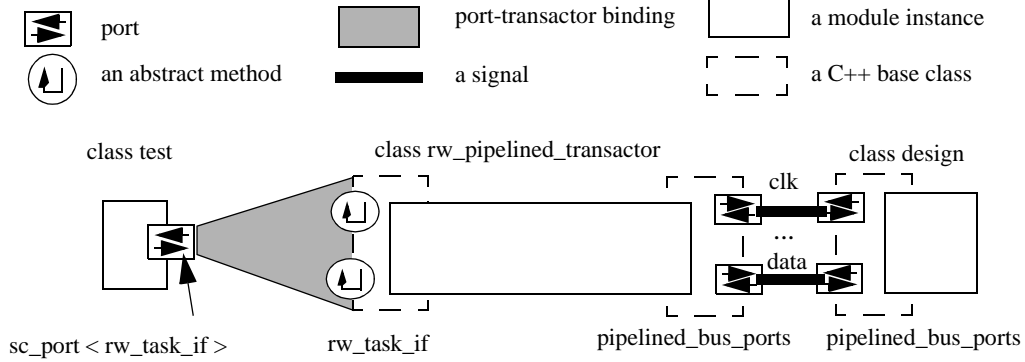 port
port-transactor binding
a module instance
an abstract method
a signal
a C++ base class
class test
class rw_pipelined_transactor
class design
clk
...
data
sc_port < rw_task_if >
rw_task_if
pipelined_bus_ports
pipelined_bus_ports